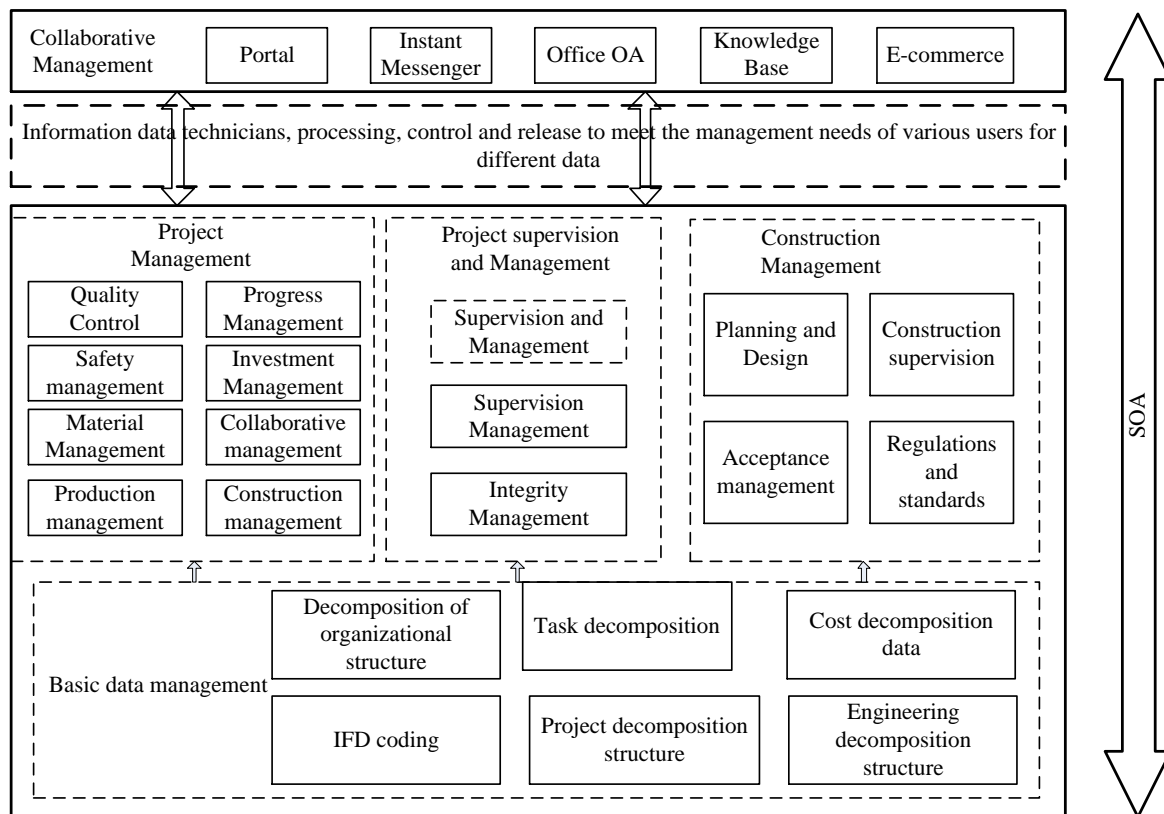 Collaborative
Management
Portal
Instant
Messenger
Office OA
Knowledge
Base
E-commerce
Information data technicians, processing, control and release to meet the management needs of various users for
different data
Project
Management
Quality
Control
Progress
Management
Safety
management
Investment
Management
Material
Management
Collaborative
management
Production
management
Construction
management
Project supervision
and Management
Supervision and
Management
Supervision
Management
Integrity
Management
Construction
Management
Planning and
Design
Construction
supervision
Acceptance
management
Regulations
and
standards
Basic data management
Decomposition of
organizational
structure
Task decomposition
Cost decomposition
data
IFD coding
Project decomposition
structure
Engineering
decomposition
structure
SOA